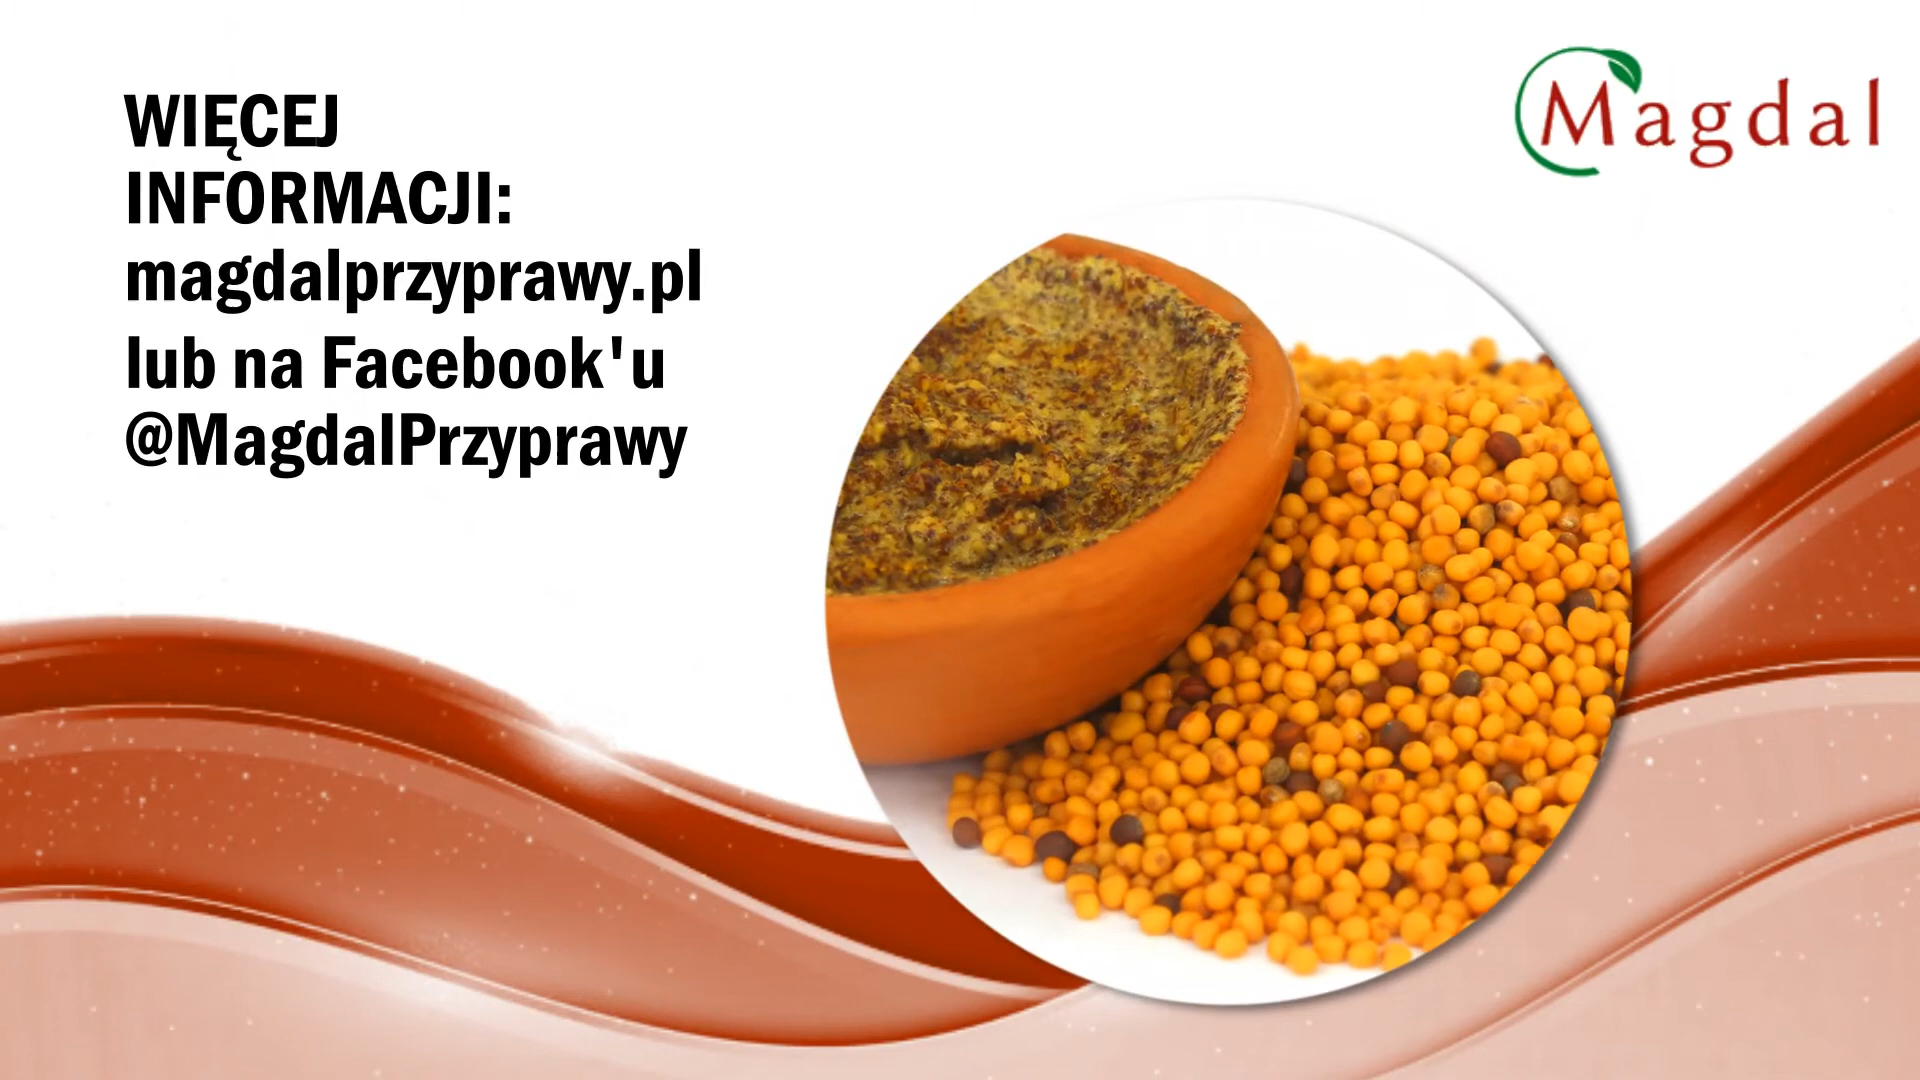 WIĘCEJ
INFORMACJI:
magdalprzyprawy.pl
lub na Facebook'u
@MagdalPrzyprawy
Magdal